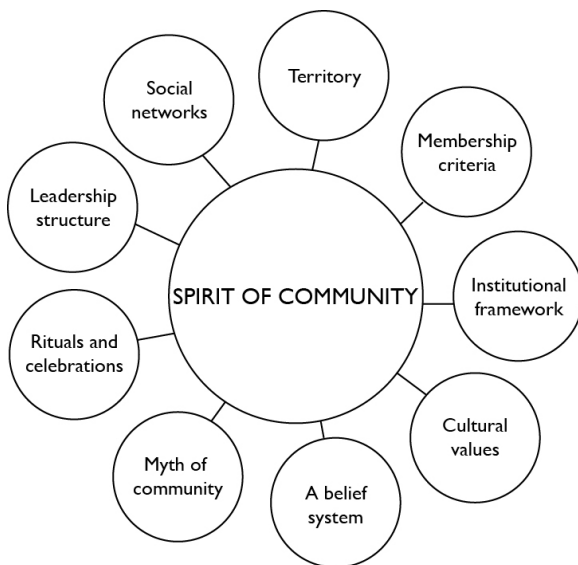 Territory
Social
networks
Membership
criteria
Leadership
structure
SPIRIT OF COMMUNITY
Institutional
framework
Rituals and
celebrations
Cultural
values
Myth of
community
A belief
system